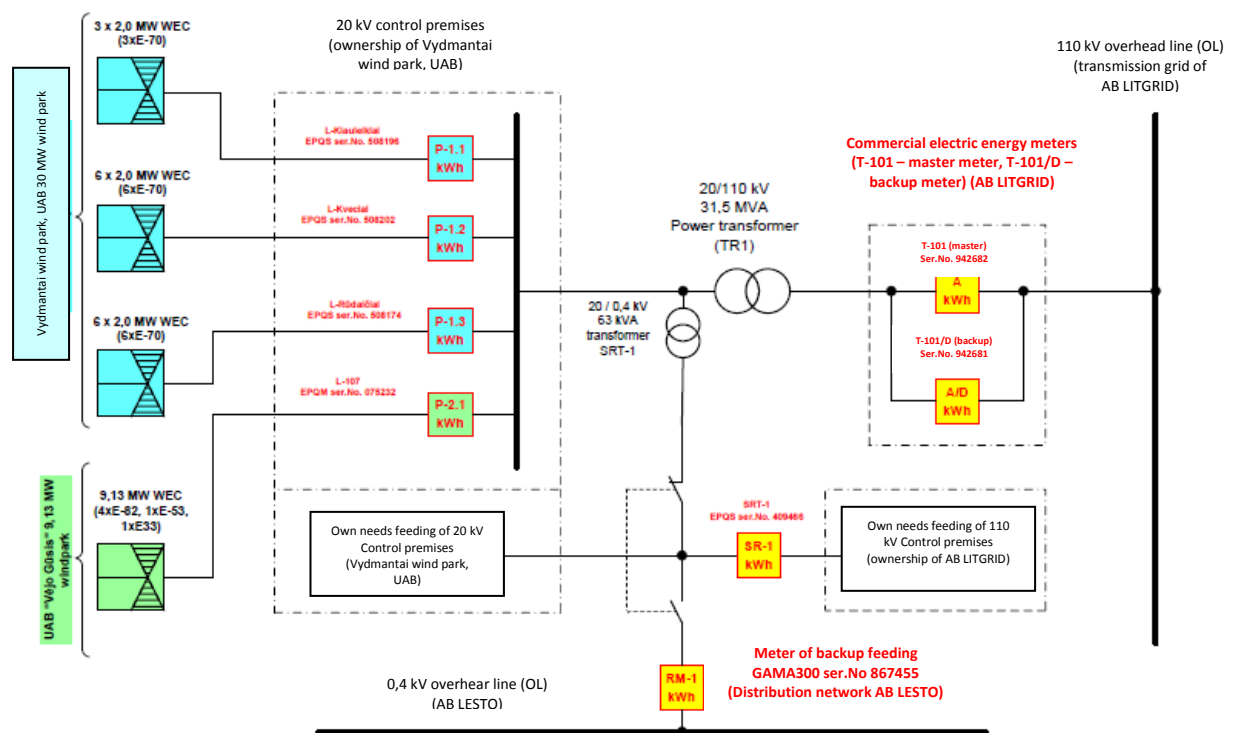 3 x 2,0 MW WEC
(3xE-70)
20 kV control premises
(ownership of Vydmantai
wind park, UAB)
110 kV overhead line (OL)
(transmission grid of
AB LITGRID)
Vydmantai wind park, UAB 30 MW wind park
L-Kiauleikiai
EPQS ser.No. 508196
P-1.1
kWh
Commercial electric energy meters
(T-101 – master meter, T-101/D –
backup meter) (AB LITGRID)
6 x 2,0 MW WEC
(6xE-70)
L-Kveciai
EPQS ser.No. 508202
P-1.2
kWh
20/110 kV
31,5 MVA
Power transformer
(TR1)
T-101 (master)
Ser.No. 942682
A
kWh
6 x 2,0 MW WEC
(6xE-70)
L-Rūdaičiai
EPQS ser.No. 508174
P-1.3
kWh
20 / 0,4 kV
63 kVA
transformer
SRT-1
T-101/D (backup)
Ser.No. 942681
A/D
kWh
L-107
EPQM ser.No. 075232
P-2.1
kWh
UAB "Vėjo Gūsis" 9, 13 MW
windpark
9,13 MW WEC
(4xE-82, 1xE-53,
1xE33)
Own needs feeding of 20 kV
Control premises
(Vydmantai wind park,
UAB)
SRT-1
EPQS ser.No. 409466
SR-1
kWh
Own needs feeding of 110
kV Control premises
(ownership of AB LITGRID)
0,4 kV overhear line (OL)
(AB LESTO)
RM-1
kWh
Meter of backup feeding
GAMA300 ser.No 867455
(Distribution network AB LESTO)